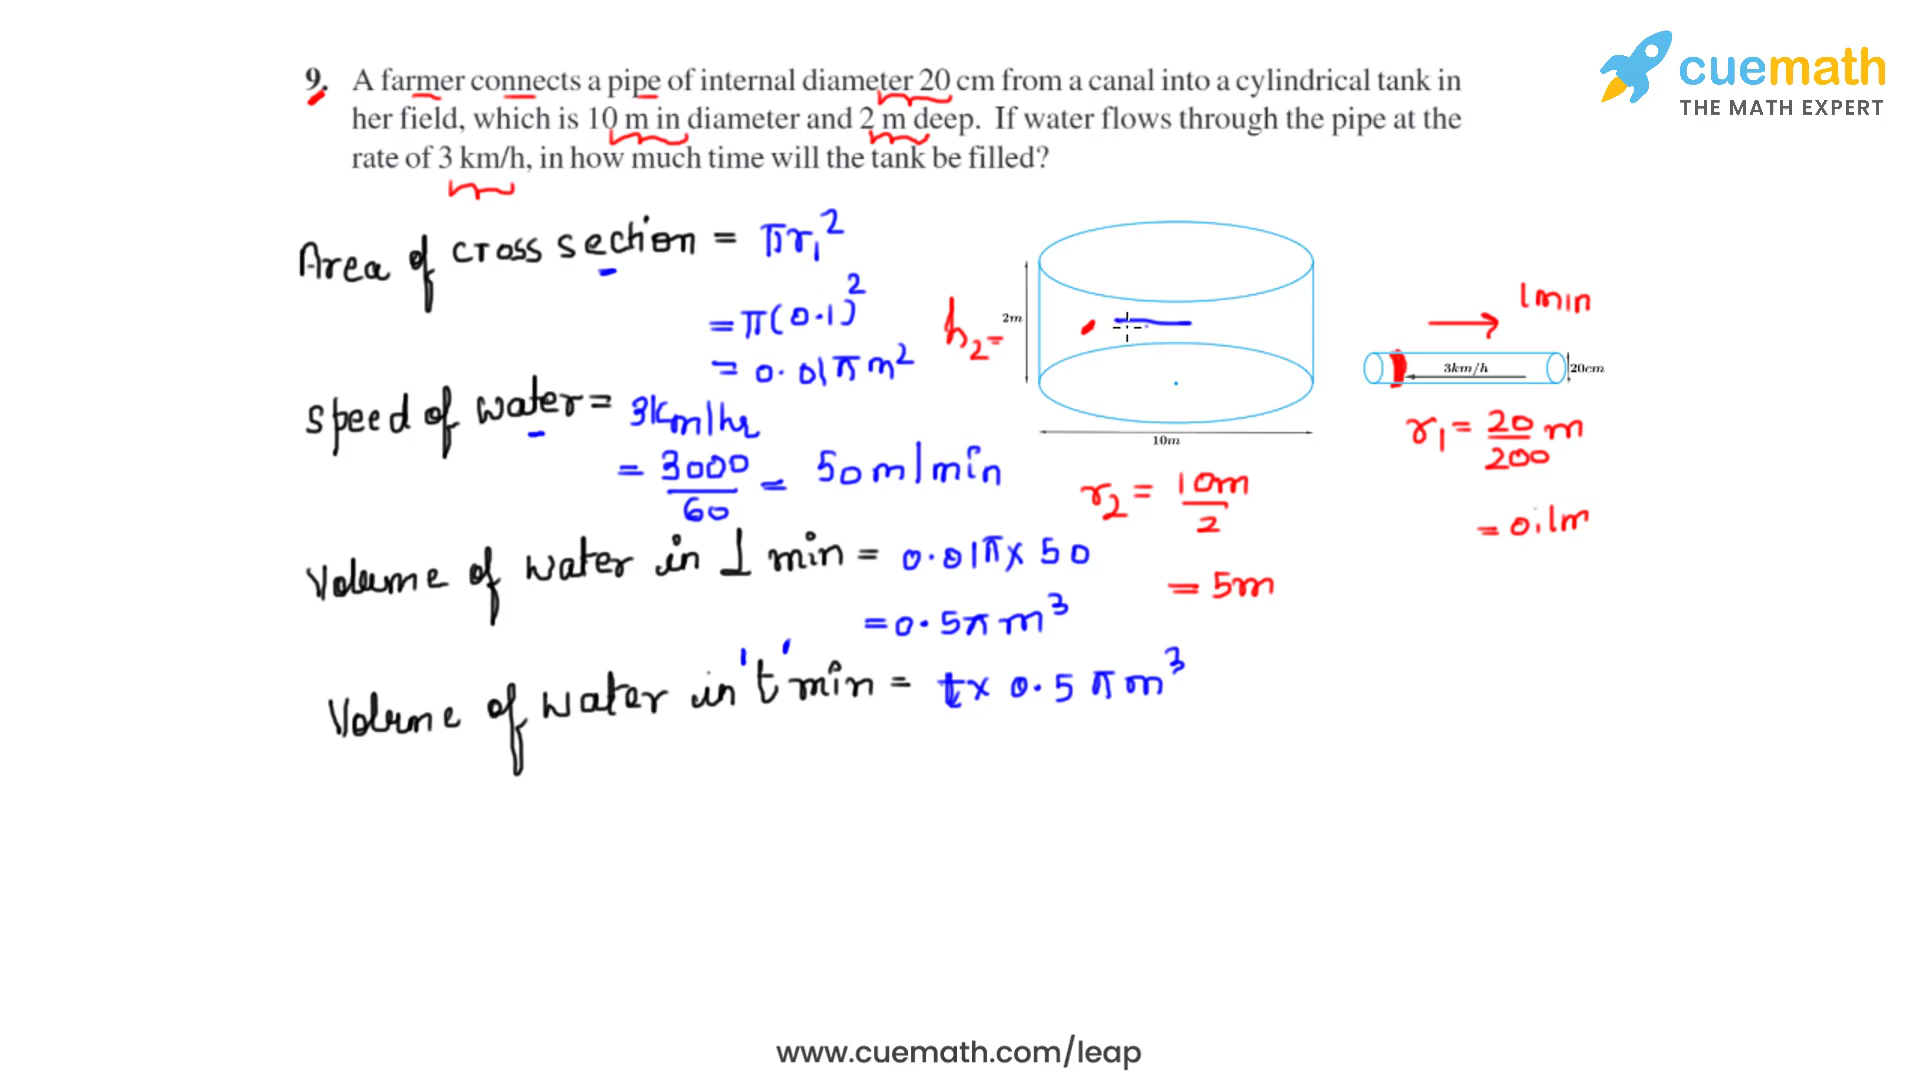 cuemath
THE MATH EXPERT
9. A farmer connects a pipe of internal diameter 20 cm from a canal into a cylindrical tank in
her field, which is 10 m in diameter and 2 m deep. If water flows through the pipe at the
rate of 3 km/h, in how much time will the tank be filled?
Area of cross section = πr₁²
= π(0.1)²
= 0.01π m²
Speed of water = 3km/hr
= 3000/60 = 50 m/min
Volume of water in 1 min = 0.01π × 50
= 0.5π m³
Volume of water in 't' min = t × 0.5 π m³
h₂ =
2m
10m
r₂ = 10m/2
= 5m
1 min
3km/h
20cm
r₁ = 20/200 m
= 0.1m
www.cuemath.com/leap